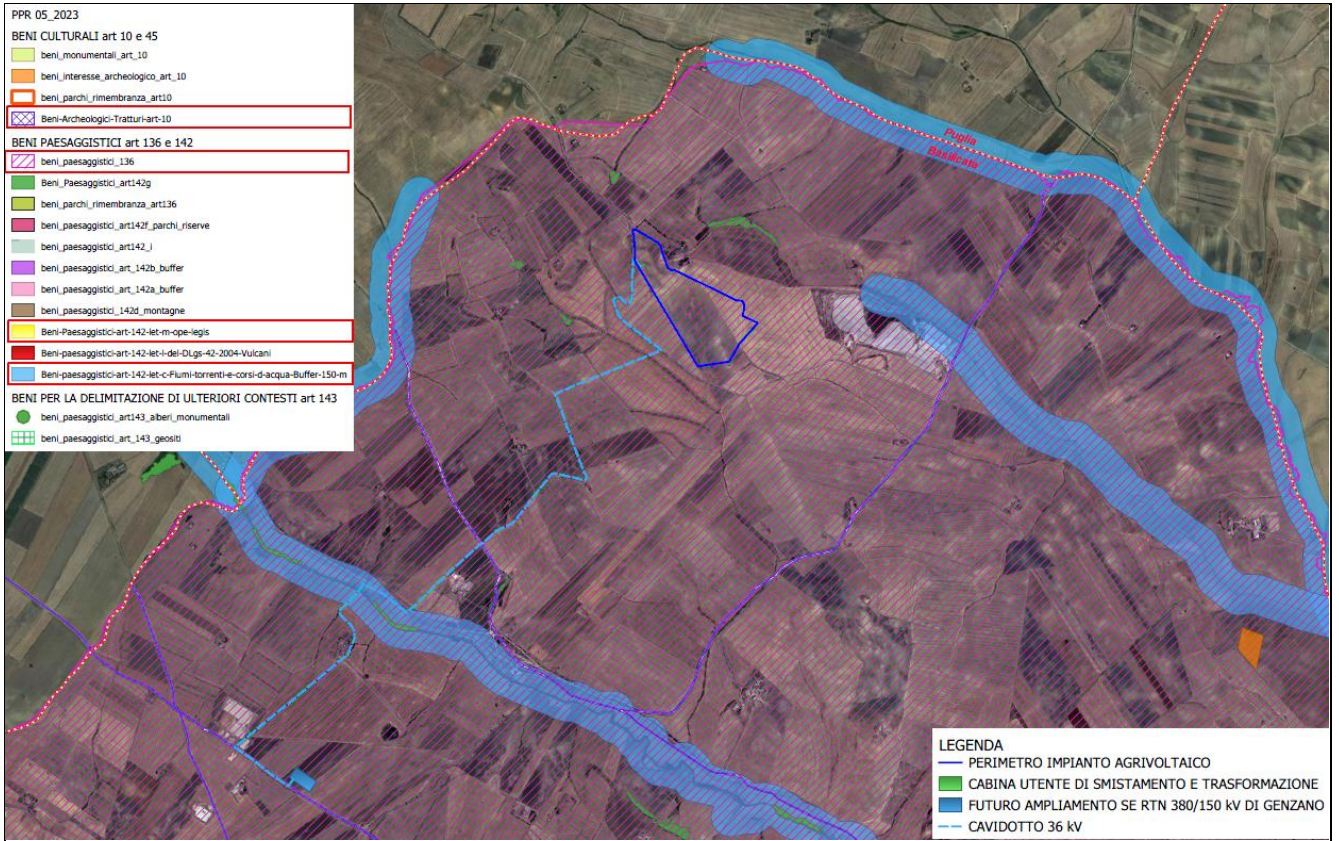 PPR 05_2023
BENI CULTURALI art 10 e 45
beni_monumentali_art_10
beni_interesse_archeologico_art_10
beni_parchi_rimembranza_art10
Beni-Archeologici-Tratturi-art-10
BENI PAESAGGISTICI art 136 e 142
beni_paesaggistici_136
Beni_Paesaggistici_art142g
beni_parchi_rimembranza_art136
beni_paesaggistici_art142f_parchi_riserve
beni_paesaggistici_art142_i
beni_paesaggistici_art_142b_buffer
beni_paesaggistici_art_142a_buffer
beni_paesaggistici_142d_montagne
Beni-Paesaggistici-art-142-let-m-ope-legis
Beni-paesaggistici-art-142-let-l-del-DLgs-42-2004-Vulcani
Beni-paesaggistici-art-142-let-c-Fiumi-torrenti-e-corsi-d-acqua-Buffer-150-m
BENI PER LA DELIMITAZIONE DI ULTERIORI CONTESTI art 143
beni_paesaggistici_art143_alberi_monumentali
beni_paesaggistici_art_143_geositi
Puglia
Basilicata
LEGENDA
PERIMETRO IMPIANTO AGRIVOLTAICO
CABINA UTENTE DI SMISTAMENTO E TRASFORMAZIONE
FUTURO AMPLIAMENTO SE RTN 380/150 kV DI GENZANO
CAVIDOTTO 36 kV